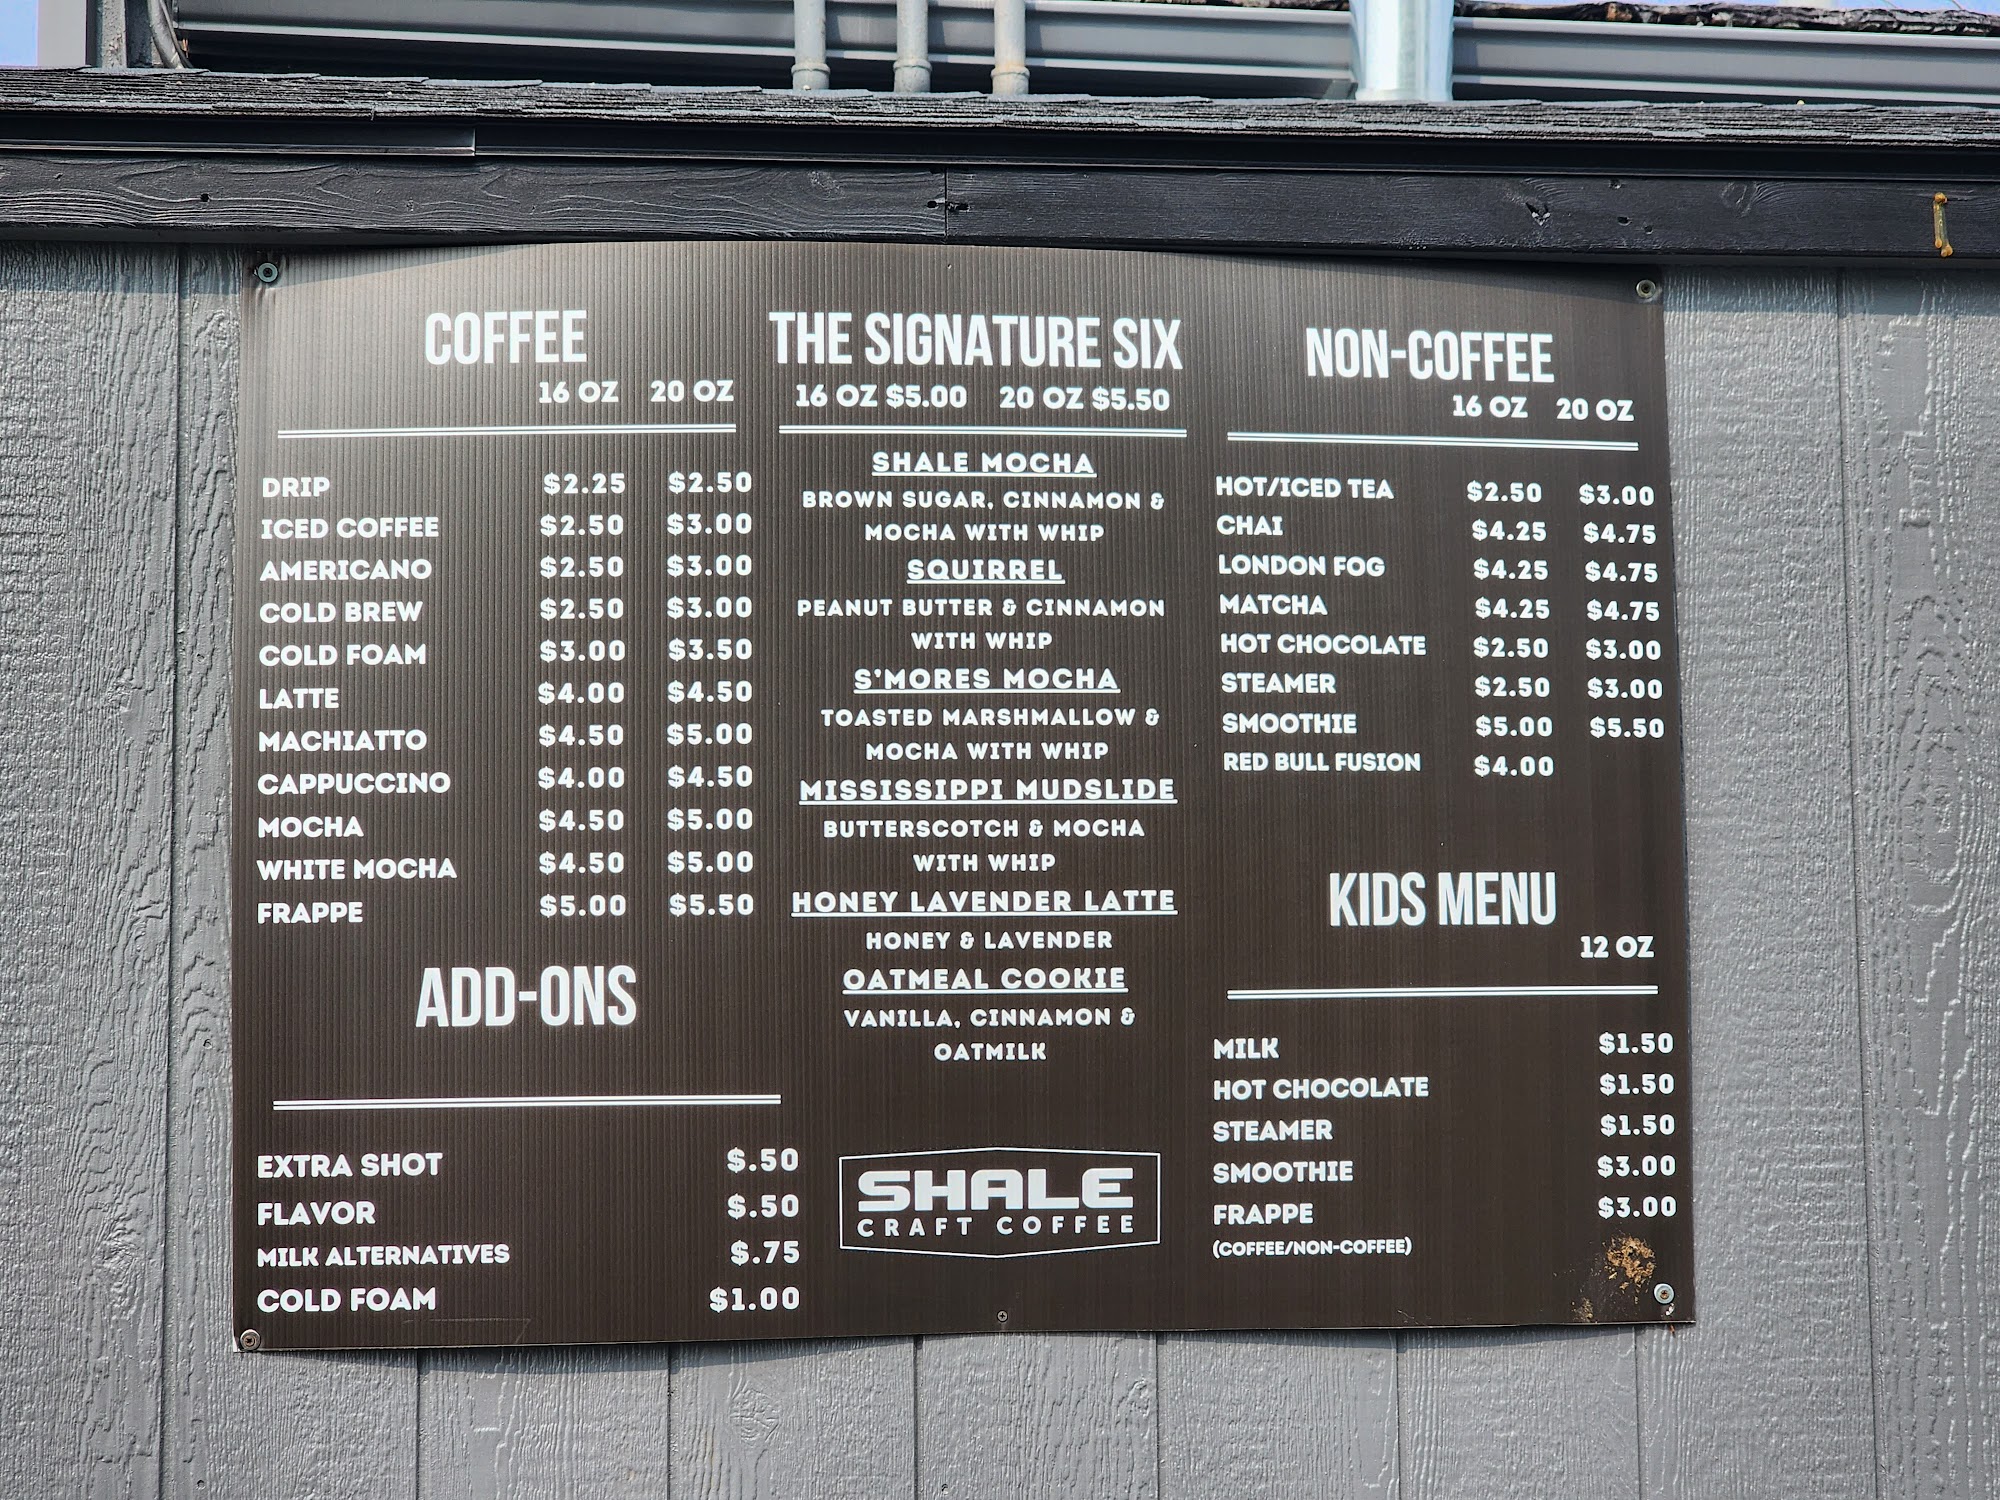 COFFEE
16 OZ 20 OZ
DRIP $2.25 $2.50
ICED COFFEE $2.50 $3.00
AMERICANO $2.50 $3.00
COLD BREW $2.50 $3.00
COLD FOAM $3.00 $3.50
LATTE $4.00 $4.50
MACHIATTO $4.50 $5.00
CAPPUCCINO $4.00 $4.50
MOCHA $4.50 $5.00
WHITE MOCHA $4.50 $5.00
FRAPPE $5.00 $5.50
ADD-ONS
EXTRA SHOT $.50
FLAVOR $.50
MILK ALTERNATIVES $.75
COLD FOAM $1.00
THE SIGNATURE SIX
16 OZ $5.00 20 OZ $5.50
SHALE MOCHA
BROWN SUGAR, CINNAMON &
MOCHA WITH WHIP
SQUIRREL
PEANUT BUTTER & CINNAMON
WITH WHIP
S'MORES MOCHA
TOASTED MARSHMALLOW &
MOCHA WITH WHIP
MISSISSIPPI MUDSLIDE
BUTTERSCOTCH & MOCHA
WITH WHIP
HONEY LAVENDER LATTE
HONEY & LAVENDER
OATMEAL COOKIE
VANILLA, CINNAMON &
OATMILK
SHALE
CRAFT COFFEE
NON-COFFEE
16 OZ 20 OZ
HOT/ICED TEA $2.50 $3.00
CHAI $4.25 $4.75
LONDON FOG $4.25 $4.75
MATCHA $4.25 $4.75
HOT CHOCOLATE $2.50 $3.00
STEAMER $2.50 $3.00
SMOOTHIE $5.00 $5.50
RED BULL FUSION $4.00
KIDS MENU
12 OZ
MILK $1.50
HOT CHOCOLATE $1.50
STEAMER $1.50
SMOOTHIE $3.00
FRAPPE $3.00
(COFFEE/NON-COFFEE)